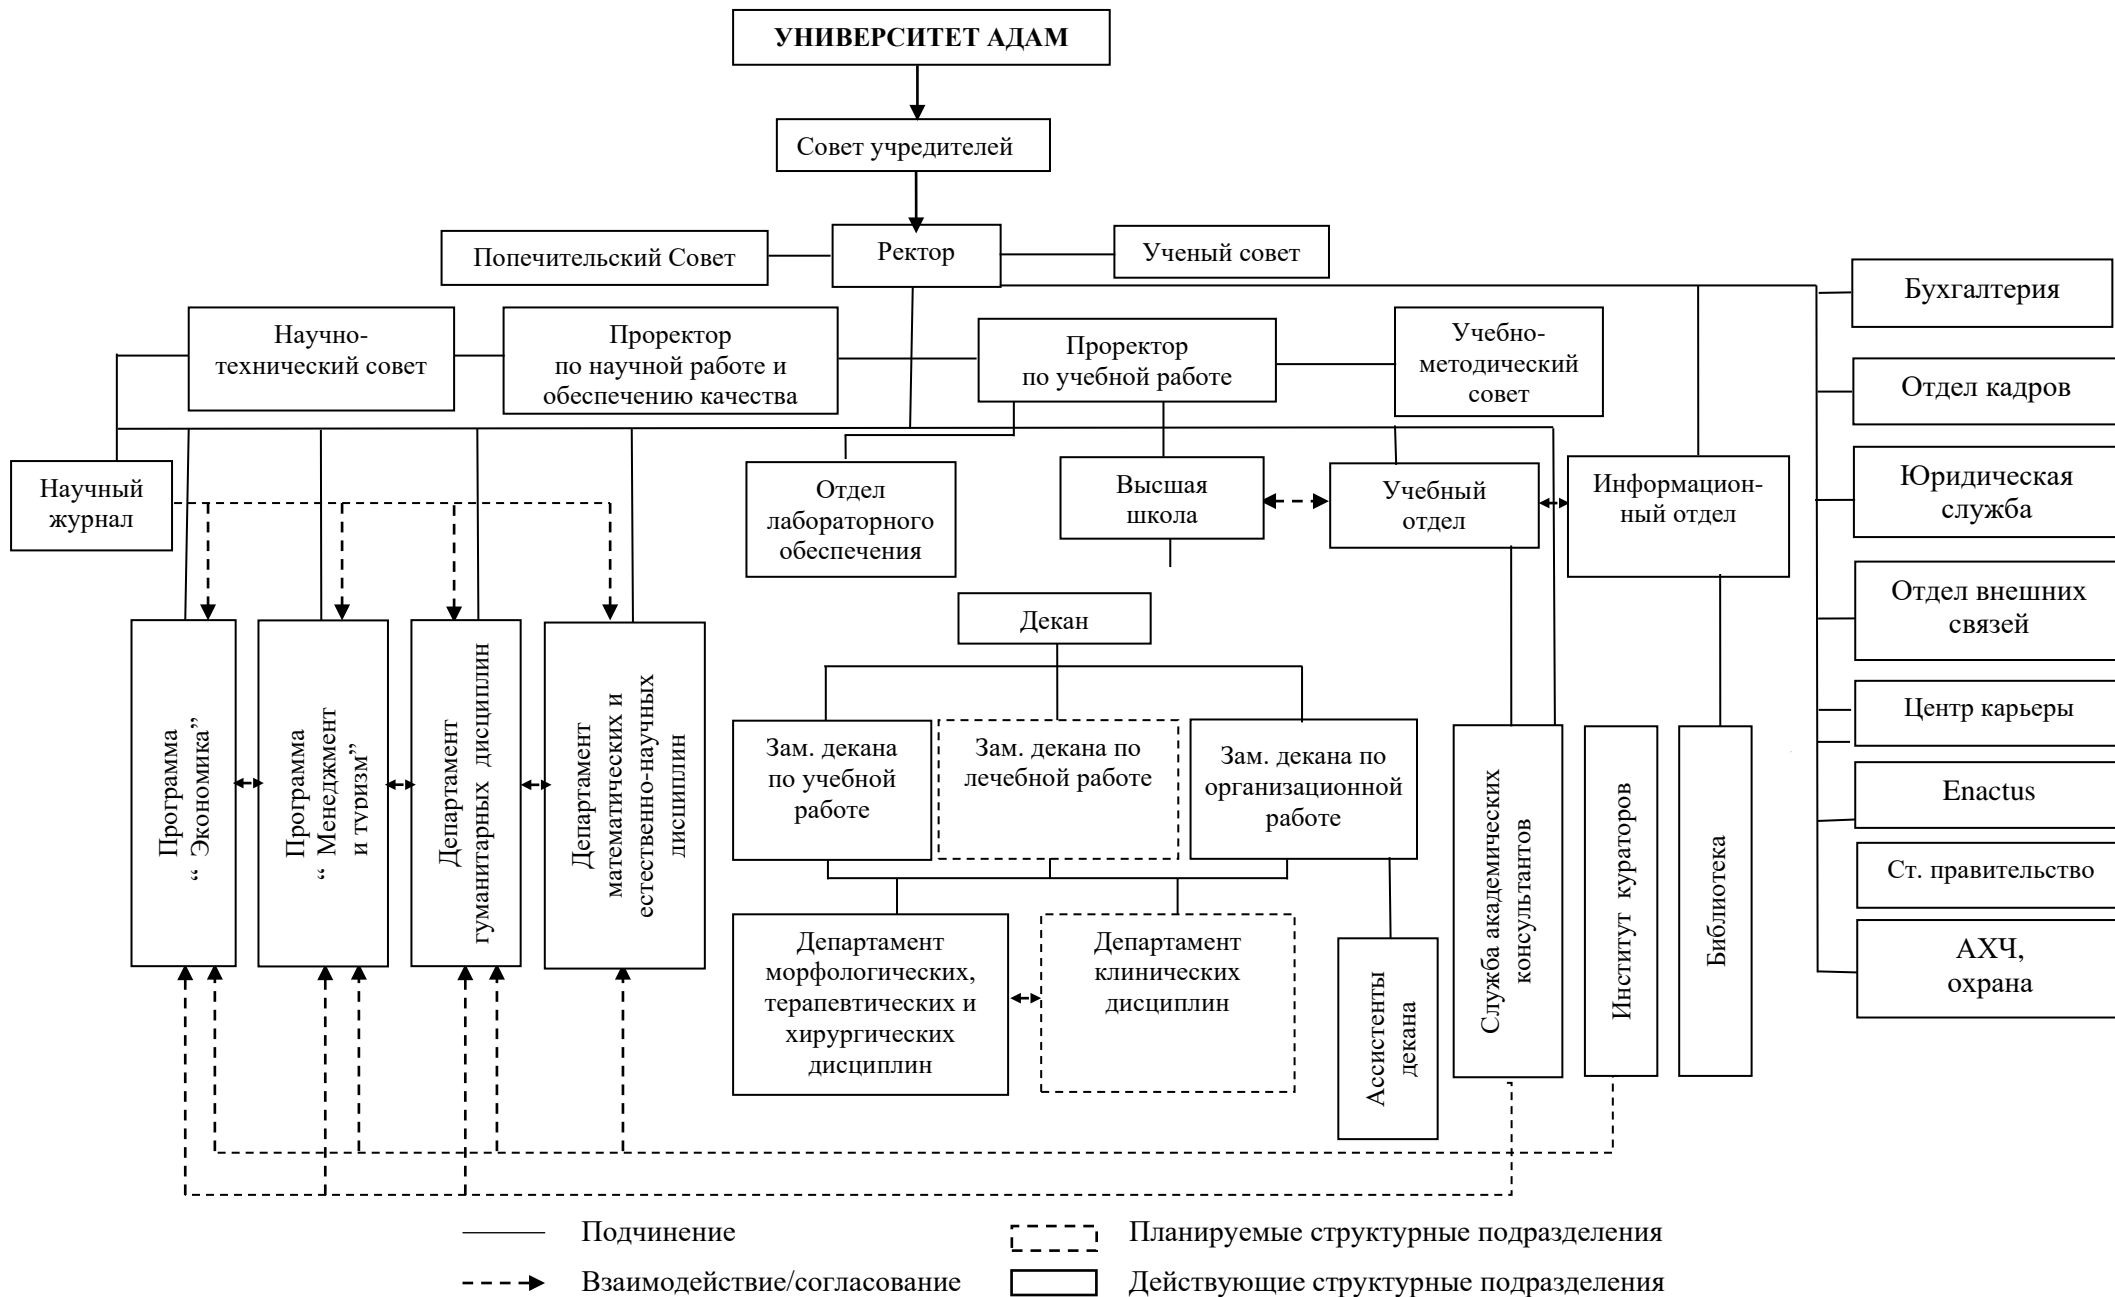 УНИВЕРСИТЕТ АДАМ
Совет учредителей
Попечительский Совет
Ректор
Ученый совет
Бухгалтерия
Научно-
технический совет
Проректор
по научной работе и
обеспечению качества
Проректор
по учебной работе
Учебно-
методический
совет
Отдел кадров
Научный
журнал
Отдел
лабораторного
обеспечения
Высшая
школа
Учебный
отдел
Информацион-
ный отдел
Юридическая
служба
Отдел внешних
связей
Декан
Центр карьеры
Программа
“ Экономика”
Программа
“ Менеджмент
и туризм”
Департамент
гуманитарных дисциплин
Департамент
математических и
естественно-научных
дисциплин
Зам. декана
по учебной
работе
Зам. декана по
лечебной работе
Зам. декана по
организационной
работе
Enactus
Ст. правительство
АХЧ,
охрана
Департамент
морфологических,
терапевтических и
хирургических
дисциплин
Департамент
клинических
дисциплин
Ассистенты
декана
Служба академических
консультантов
Институт кураторов
Библиотека
Подчинение
Планируемые структурные подразделения
Взаимодействие/согласование
Действующие структурные подразделения